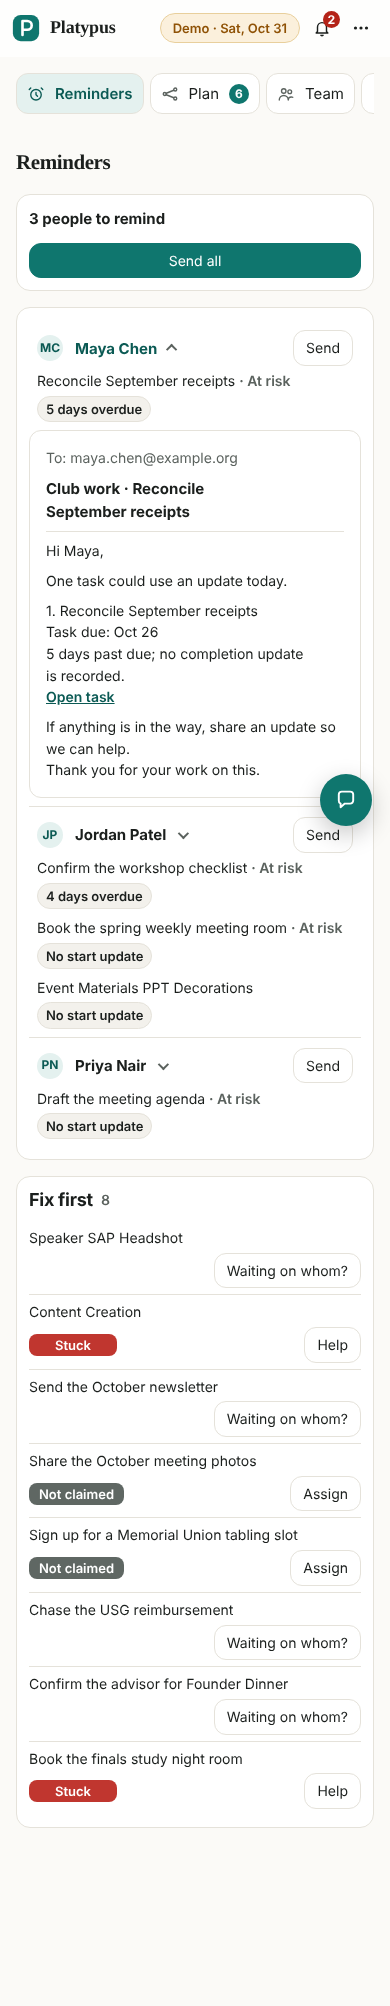 P Platypus
Demo · Sat, Oct 31
2
Reminders
Plan 6
Team
Reminders
3 people to remind
Send all
MC Maya Chen
Send
Reconcile September receipts · At risk
5 days overdue
To: maya.chen@example.org
Club work · Reconcile
September receipts
Hi Maya,
One task could use an update today.
1. Reconcile September receipts
Task due: Oct 26
5 days past due; no completion update
is recorded.
Open task
If anything is in the way, share an update so
we can help.
Thank you for your work on this.
JP Jordan Patel
Send
Confirm the workshop checklist · At risk
4 days overdue
Book the spring weekly meeting room · At risk
No start update
Event Materials PPT Decorations
No start update
PN Priya Nair
Send
Draft the meeting agenda · At risk
No start update
Fix first 8
Speaker SAP Headshot
Waiting on whom?
Content Creation
Stuck
Help
Send the October newsletter
Waiting on whom?
Share the October meeting photos
Not claimed
Assign
Sign up for a Memorial Union tabling slot
Not claimed
Assign
Chase the USG reimbursement
Waiting on whom?
Confirm the advisor for Founder Dinner
Waiting on whom?
Book the finals study night room
Stuck
Help